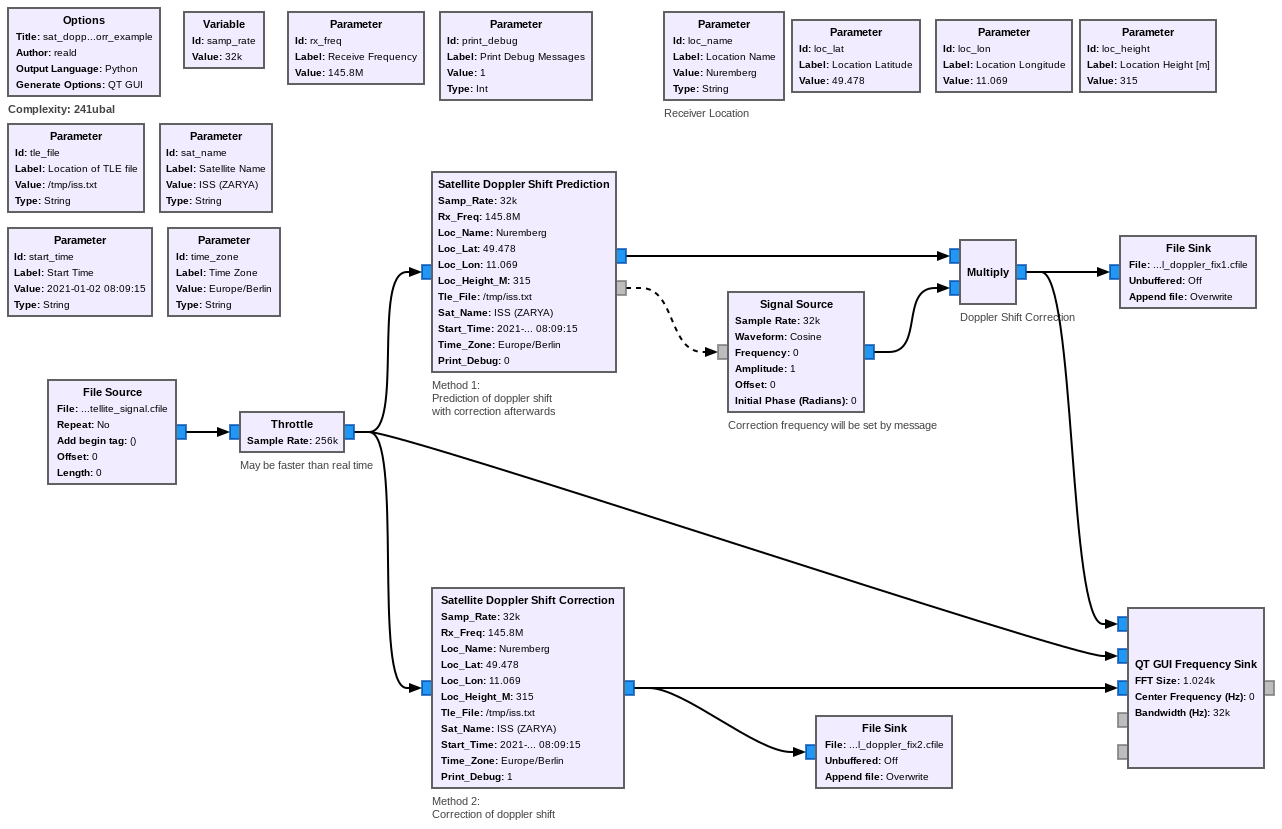 Options
Title: sat_dopp...orr_example
Author: reald
Output Language: Python
Generate Options: QT GUI
Complexity: 241ubal
Variable
Id: samp_rate
Value: 32k
Parameter
Id: rx_freq
Label: Receive Frequency
Value: 145.8M
Parameter
Id: print_debug
Label: Print Debug Messages
Value: 1
Type: Int
Parameter
Id: loc_name
Label: Location Name
Value: Nuremberg
Type: String
Receiver Location
Parameter
Id: loc_lat
Label: Location Latitude
Value: 49.478
Parameter
Id: loc_lon
Label: Location Longitude
Value: 11.069
Parameter
Id: loc_height
Label: Location Height [m]
Value: 315
Parameter
Id: tle_file
Label: Location of TLE file
Value: /tmp/iss.txt
Type: String
Parameter
Id: sat_name
Label: Satellite Name
Value: ISS (ZARYA)
Type: String
Parameter
Id: start_time
Label: Start Time
Value: 2021-01-02 08:09:15
Type: String
Parameter
Id: time_zone
Label: Time Zone
Value: Europe/Berlin
Type: String
Satellite Doppler Shift Prediction
Samp_Rate: 32k
Rx_Freq: 145.8M
Loc_Name: Nuremberg
Loc_Lat: 49.478
Loc_Lon: 11.069
Loc_Height_M: 315
Tle_File: /tmp/iss.txt
Sat_Name: ISS (ZARYA)
Start_Time: 2021-... 08:09:15
Time_Zone: Europe/Berlin
Print_Debug: 0
Method 1:
Prediction of doppler shift
with correction afterwards
Signal Source
Sample Rate: 32k
Waveform: Cosine
Frequency: 0
Amplitude: 1
Offset: 0
Initial Phase (Radians): 0
Correction frequency will be set by message
Multiply
Doppler Shift Correction
File Sink
File: ...l_doppler_fix1.cfile
Unbuffered: Off
Append file: Overwrite
File Source
File: ...tellite_signal.cfile
Repeat: No
Add begin tag: ()
Offset: 0
Length: 0
Throttle
Sample Rate: 256k
May be faster than real time
Satellite Doppler Shift Correction
Samp_Rate: 32k
Rx_Freq: 145.8M
Loc_Name: Nuremberg
Loc_Lat: 49.478
Loc_Lon: 11.069
Loc_Height_M: 315
Tle_File: /tmp/iss.txt
Sat_Name: ISS (ZARYA)
Start_Time: 2021-... 08:09:15
Time_Zone: Europe/Berlin
Print_Debug: 1
Method 2:
Correction of doppler shift
File Sink
File: ...l_doppler_fix2.cfile
Unbuffered: Off
Append file: Overwrite
QT GUI Frequency Sink
FFT Size: 1.024k
Center Frequency (Hz): 0
Bandwidth (Hz): 32k